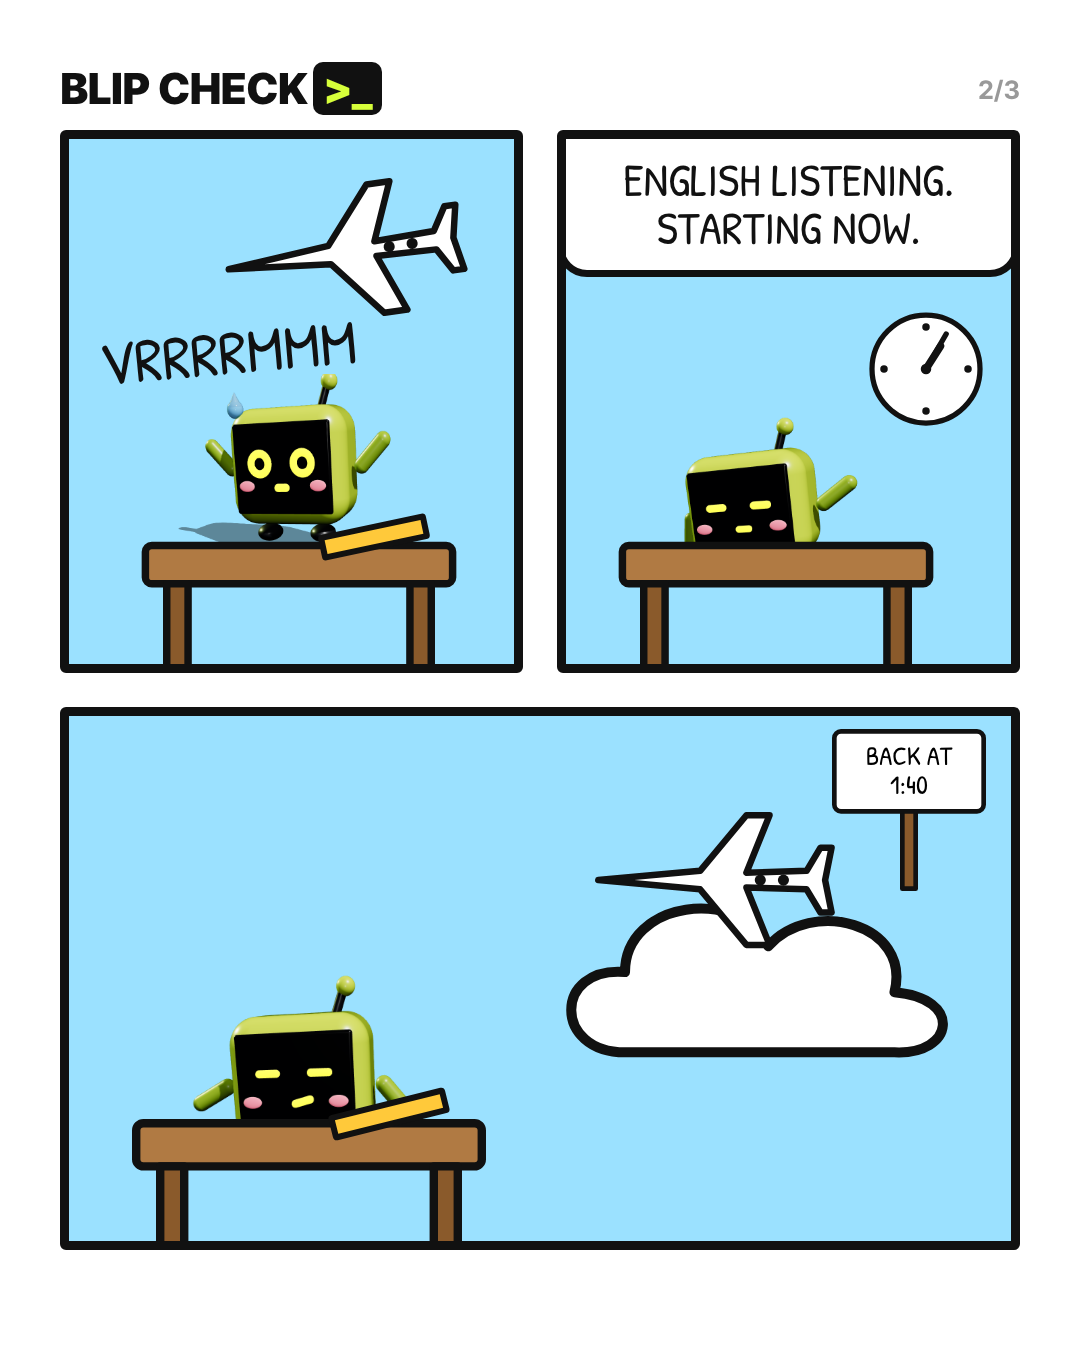 BLIP CHECK >_
2/3
VRRRRMMM
ENGLISH LISTENING.
STARTING NOW.
BACK AT
1:40